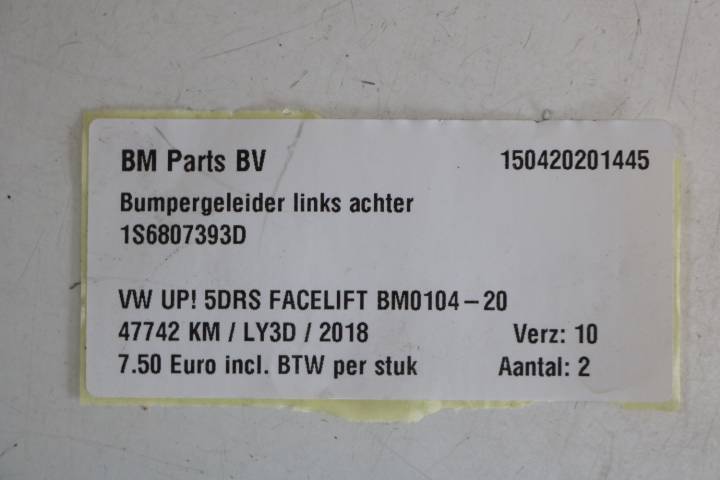 BM Parts BV 150420201445
Bumpergeleider links achter
1S6807393D
VW UP! 5DRS FACELIFT BM0104-20
47742 KM / LY3D / 2018 Verz: 10
7.50 Euro incl. BTW per stuk Aantal: 2